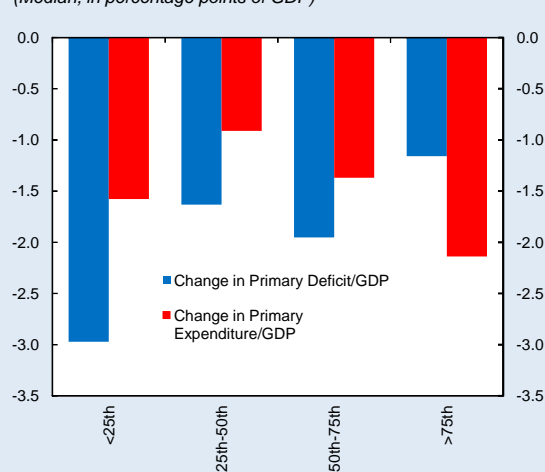 (Median, in percentage points of GDP)
0.0 0.0
-0.5 -0.5
-1.0 -1.0
-1.5 -1.5
-2.0 -2.0
-2.5 -2.5
-3.0 -3.0
-3.5 -3.5
Change in Primary Deficit/GDP
Change in Primary
Expenditure/GDP
<25th
25th-50th
50th-75th
>75th